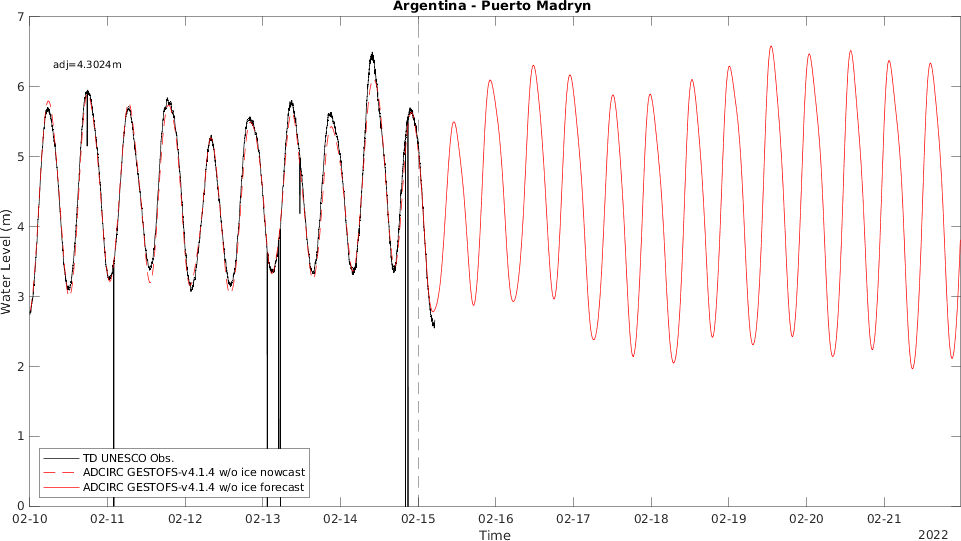 Argentina - Puerto Madryn
adj=4.3024m
Water Level (m)
7
6
5
4
3
2
1
0
TD UNESCO Obs.
ADCIRC GESTOFS-v4.1.4 w/o ice nowcast
ADCIRC GESTOFS-v4.1.4 w/o ice forecast
02-10 02-11 02-12 02-13 02-14 02-15 02-16 02-17 02-18 02-19 02-20 02-21
Time
2022